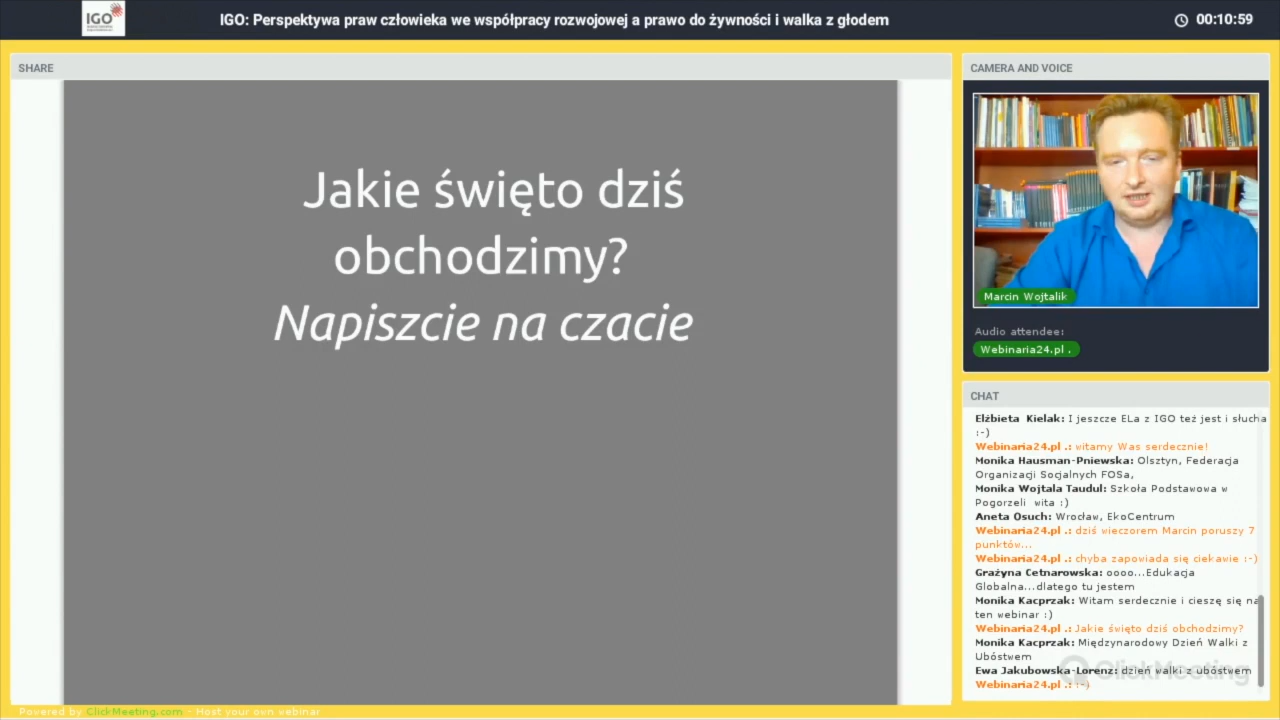 IGO
IGO: Perspektywa praw człowieka we współpracy rozwojowej a prawo do żywności i walka z głodem
00:10:59
SHARE
Jakie święto dziś
obchodzimy?
Napiszcie na czacie
CAMERA AND VOICE
Marcin Wojtalik
Audio attendee:
Webinaria24.pl .
CHAT
Elżbieta Kielak: I jeszcze ELa z IGO też jest i słucha
:-)
Webinaria24.pl .: witamy Was serdecznie!
Monika Hausman-Pniewska: Olsztyn, Federacja
Organizacji Socjalnych FOSa,
Monika Wojtala Taudul: Szkoła Podstawowa w
Pogorzeli wita :)
Aneta Osuch: Wrocław, EkoCentrum
Webinaria24.pl .: dziś wieczorem Marcin poruszy 7
punktów...
Webinaria24.pl .: chyba zapowiada się ciekawie :-)
Grażyna Cetnarowska: oooo...Edukacja
Globalna...dlatego tu jestem
Monika Kacprzak: Witam serdecznie i cieszę się na
ten webinar :)
Webinaria24.pl .: Jakie święto dziś obchodzimy?
Monika Kacprzak: Międzynarodowy Dzień Walki z
Ubóstwem
Ewa Jakubowska-Lorenz: dzień walki z ubóstwem
Webinaria24.pl .: :-)
ClickMeeting
Powered by ClickMeeting.com - Host your own webinar